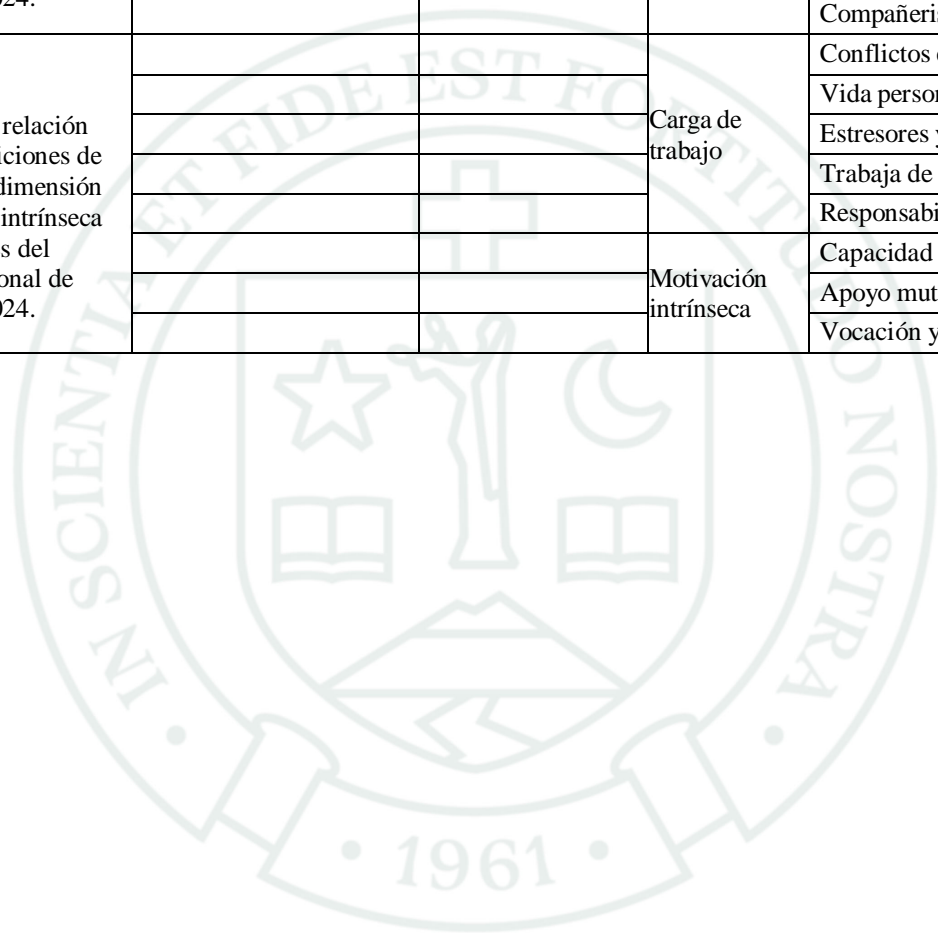 024.
relación
iciones de
dimensión
intrínseca
s del
onal de
024.
Carga de
trabajo
Motivación
intrínseca
Compañeris
Conflictos
Vida person
Estresores y
Trabaja de
Responsabi
Capacidad
Apoyo mut
Vocación y
IN SCIENTIA ET FIDE EST FORTITUDO NOSTRA
• 1961 •